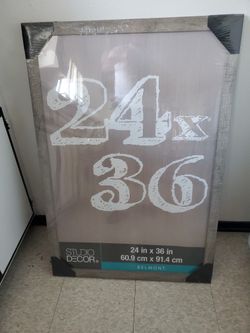 24x
36
STUDIO
DECOR
24 in x 36 in
60.9 cm x 91.4 cm
BELMONT